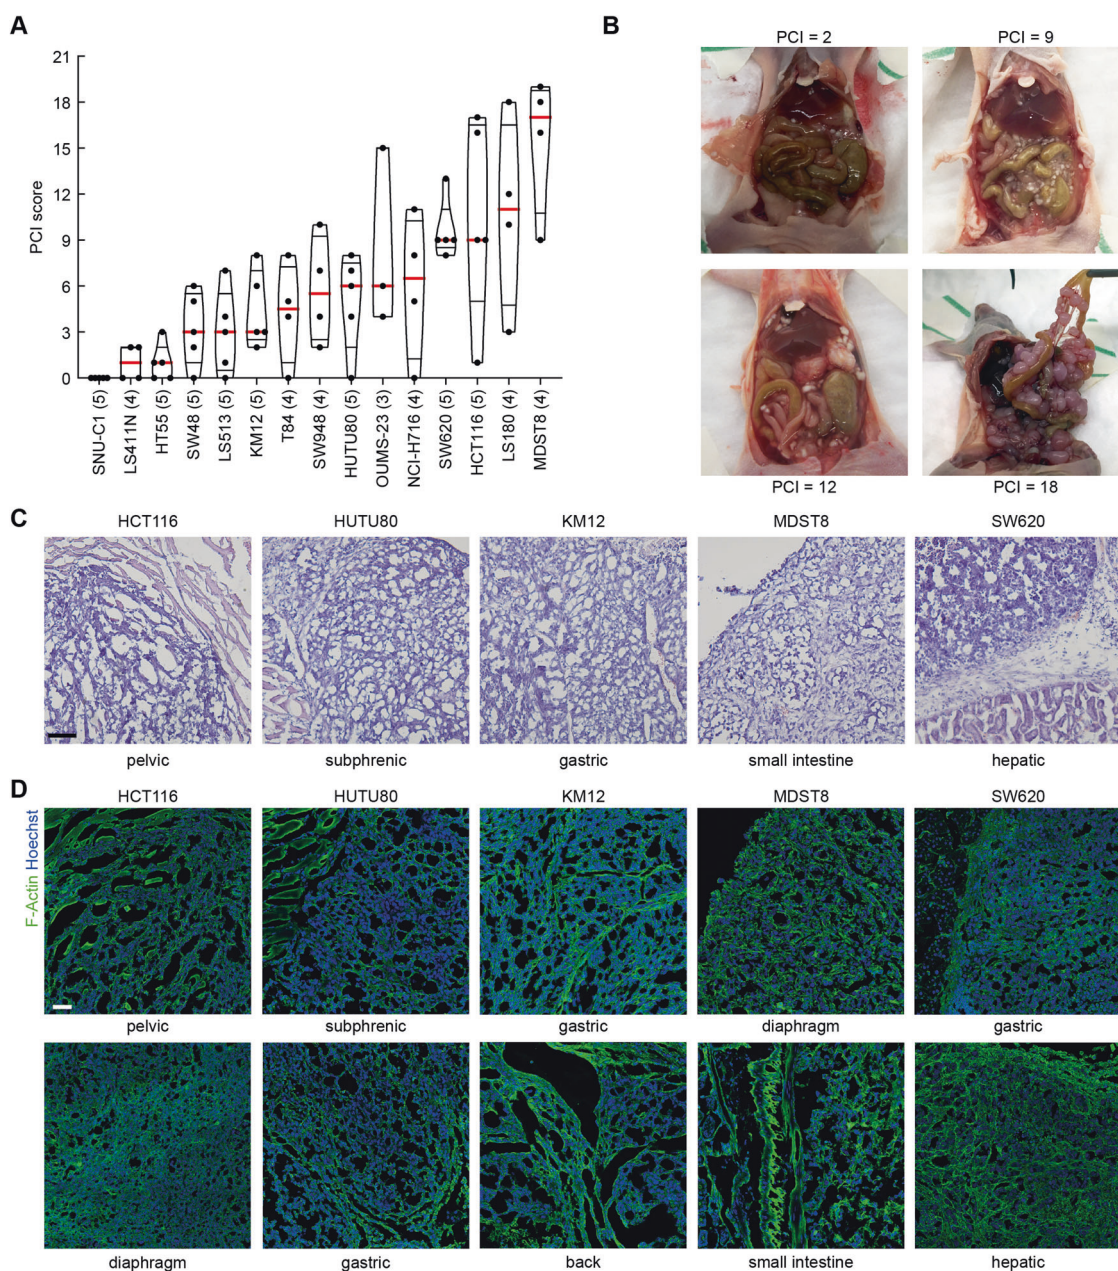 A
21
18
15
12
9
6
3
0
PCI score
SNU-C1 (5)
LS411N (4)
HT55 (5)
SW48 (5)
LS513 (5)
KM12 (5)
T84 (4)
SW948 (4)
HUTU80 (5)
OUMS-23 (3)
NCI-H716 (4)
SW620 (5)
HCT116 (5)
LS180 (4)
MDST8 (4)
B
PCI = 2 PCI = 9
PCI = 12 PCI = 18
C
HCT116 HUTU80 KM12 MDST8 SW620
pelvic subphrenic gastric small intestine hepatic
D
HCT116 HUTU80 KM12 MDST8 SW620
F-Actin Hoechst
pelvic subphrenic gastric diaphragm gastric
diaphragm gastric back small intestine hepatic